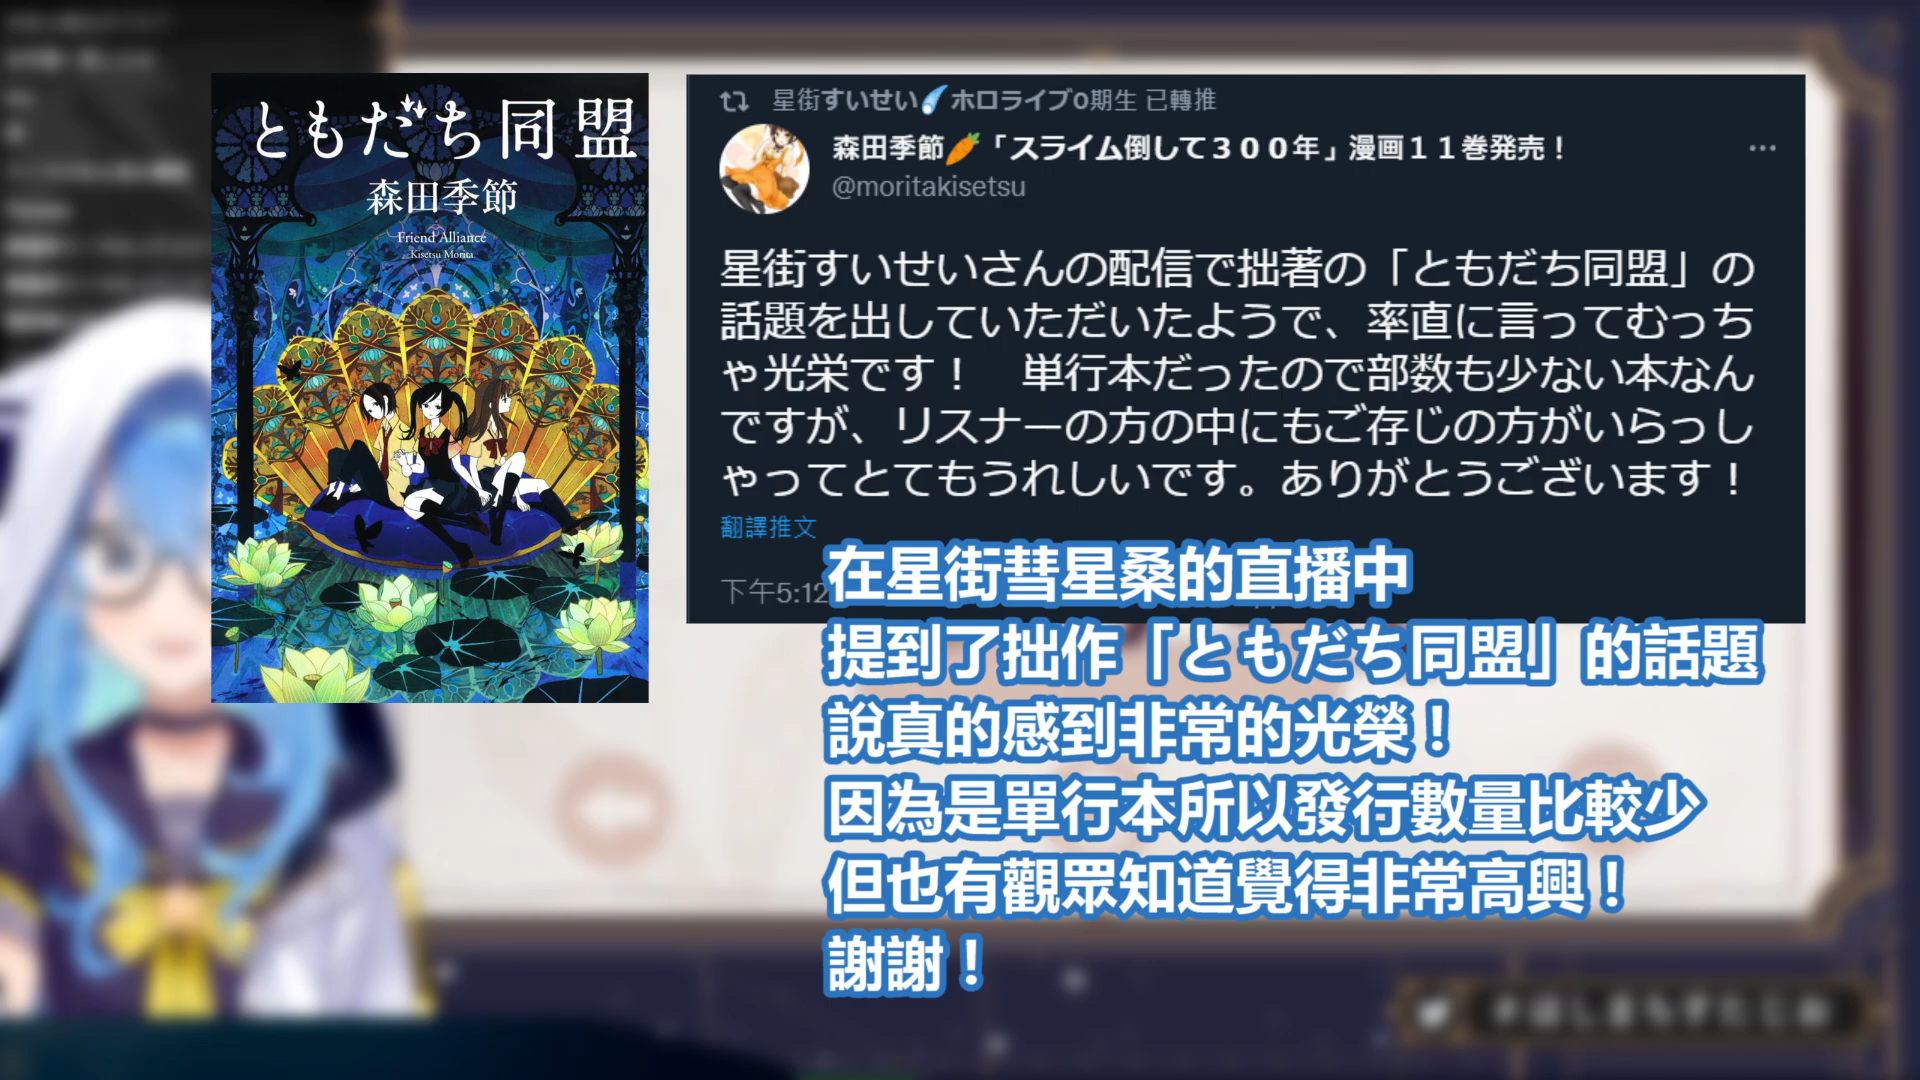 ともだち同盟
森田季節
Friend Alliance
Kisetsu Morita
星街すいせい☄️ホロライブ0期生 已轉推
森田季節🥕「スライム倒して３００年」漫画１１巻発売！
@moritakisetsu
星街すいせいさんの配信で拙著の「ともだち同盟」の
話題を出していただいたようで、率直に言ってむっち
ゃ光栄です！　単行本だったので部数も少ない本なん
ですが、リスナーの方の中にもご存じの方がいらっし
ゃってとてもうれしいです。ありがとうございます！
翻譯推文
下午5:12
在星街彗星桑的直播中
提到了拙作「ともだち同盟」的話題
說真的感到非常的光榮！
因為是單行本所以發行數量比較少
但也有觀眾知道覺得非常高興！
謝謝！